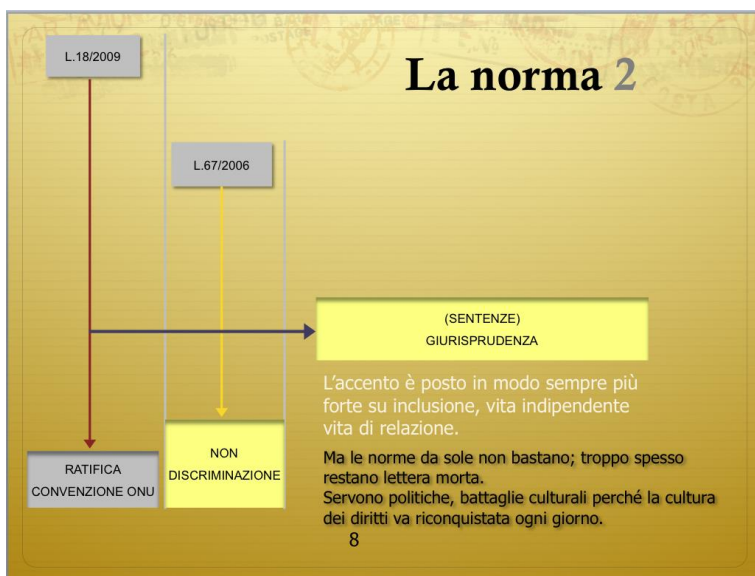 L.18/2009
La norma 2
L.67/2006
(SENTENZE)
GIURISPRUDENZA
L'accento è posto in modo sempre più
forte su inclusione, vita indipendente
vita di relazione.
NON
DISCRIMINAZIONE
RATIFICA
CONVENZIONE ONU
Ma le norme da sole non bastano; troppo spesso
restano lettera morta.
Servono politiche, battaglie culturali perché la cultura
dei diritti va riconquistata ogni giorno.
8